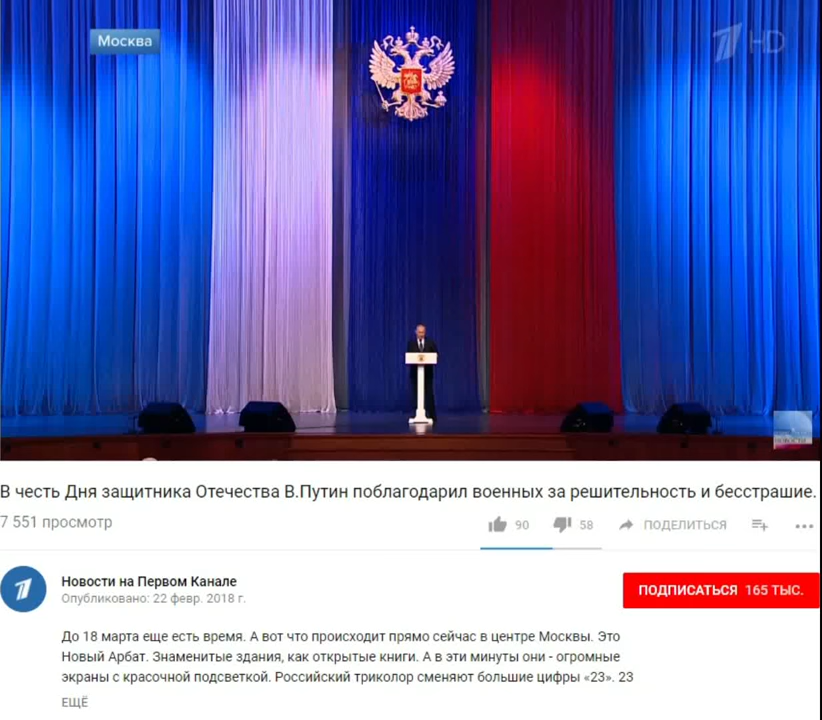 Москва
HD
НОВОСТИ
В честь Дня защитника Отечества В.Путин поблагодарил военных за решительность и бесстрашие.
7 551 просмотр
90
58
ПОДЕЛИТЬСЯ
Новости на Первом Канале
Опубликовано: 22 февр. 2018 г.
ПОДПИСАТЬСЯ 165 ТЫС.
До 18 марта еще есть время. А вот что происходит прямо сейчас в центре Москвы. Это
Новый Арбат. Знаменитые здания, как открытые книги. А в эти минуты они - огромные
экраны с красочной подсветкой. Российский триколор сменяют большие цифры «23». 23
ЕЩЁ